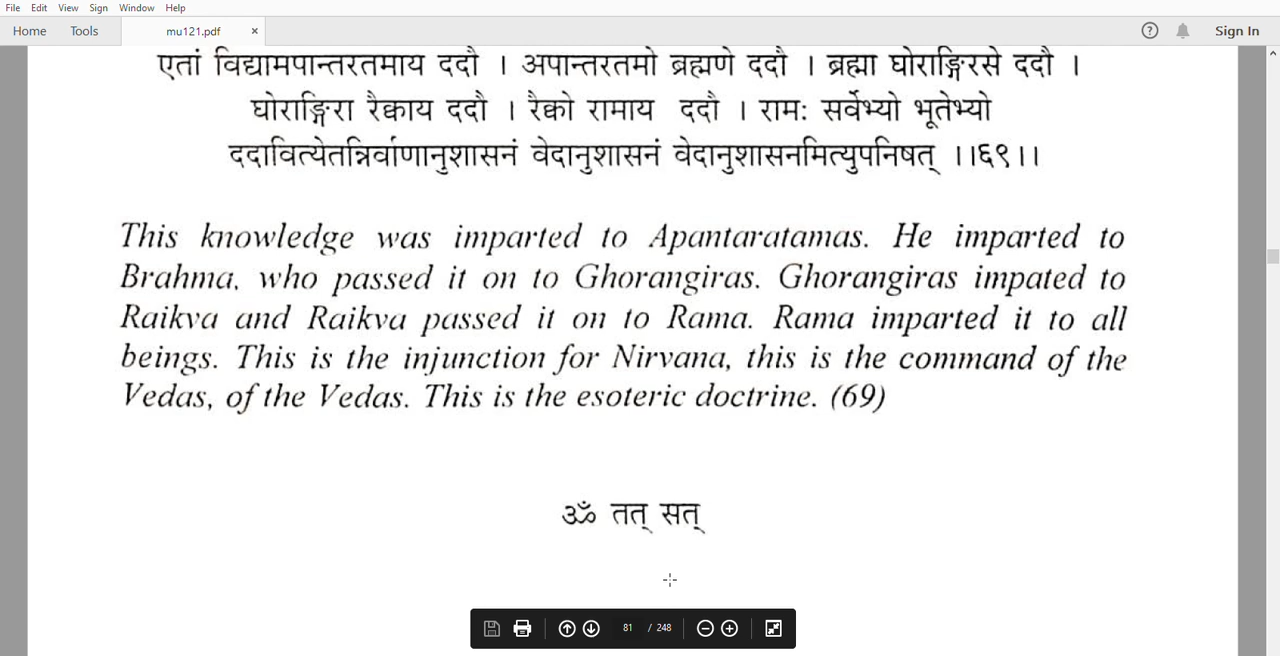 File Edit View Sign Window Help
Home Tools mu121.pdf × ? Sign In
एतां विद्यामपान्तरतमाय ददौ । अपान्तरतमो ब्रह्मणे ददौ । ब्रह्मा घोराङ्गिरसे ददौ ।
घोराङ्गिरा रैक्वाय ददौ । रैक्वो रामाय ददौ । रामः सर्वेभ्यो भूतेभ्यो
ददावित्येतन्निर्वाणानुशासनं वेदानुशासनं वेदानुशासनमित्युपनिषत् ।।६९।।
This knowledge was imparted to Apantaratamas. He imparted to
Brahma, who passed it on to Ghorangiras. Ghorangiras impated to
Raikva and Raikva passed it on to Rama. Rama imparted it to all
beings. This is the injunction for Nirvana, this is the command of the
Vedas, of the Vedas. This is the esoteric doctrine. (69)
ॐ तत् सत्
81 / 248